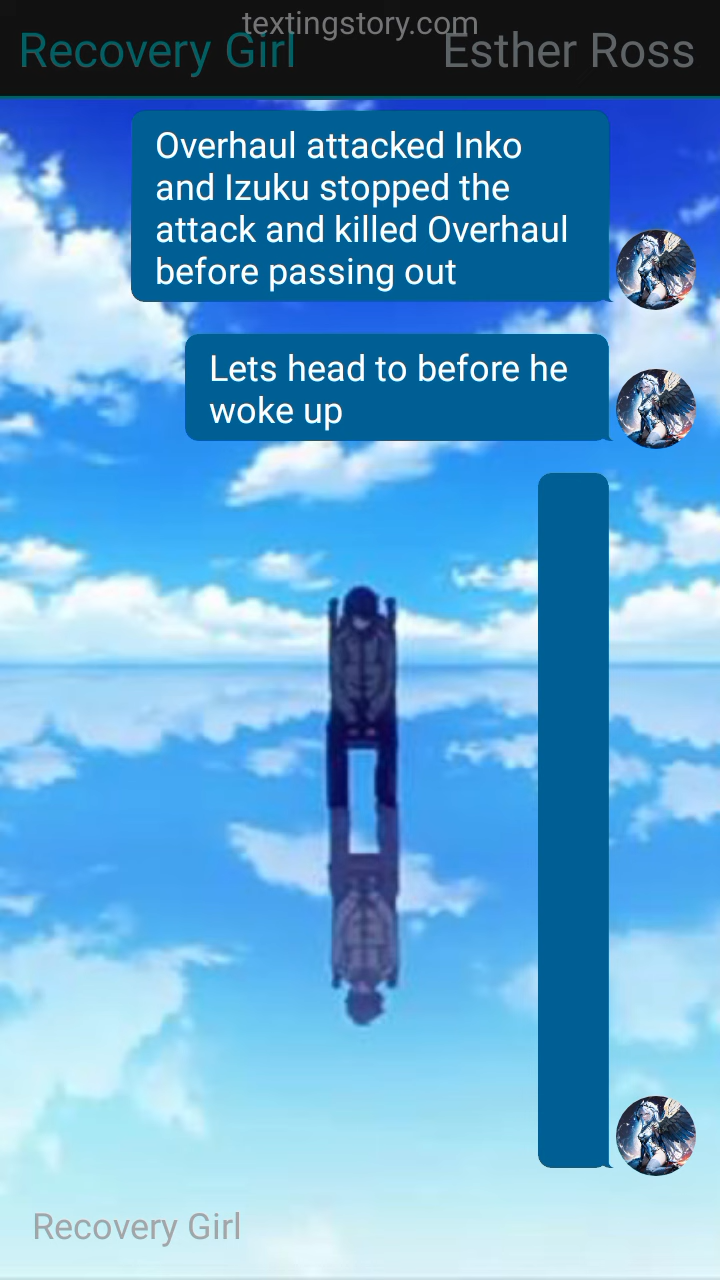 textingstory.com
Recovery Girl
Esther Ross
Overhaul attacked Inko
and Izuku stopped the
attack and killed Overhaul
before passing out
Lets head to before he
woke up
Recovery Girl